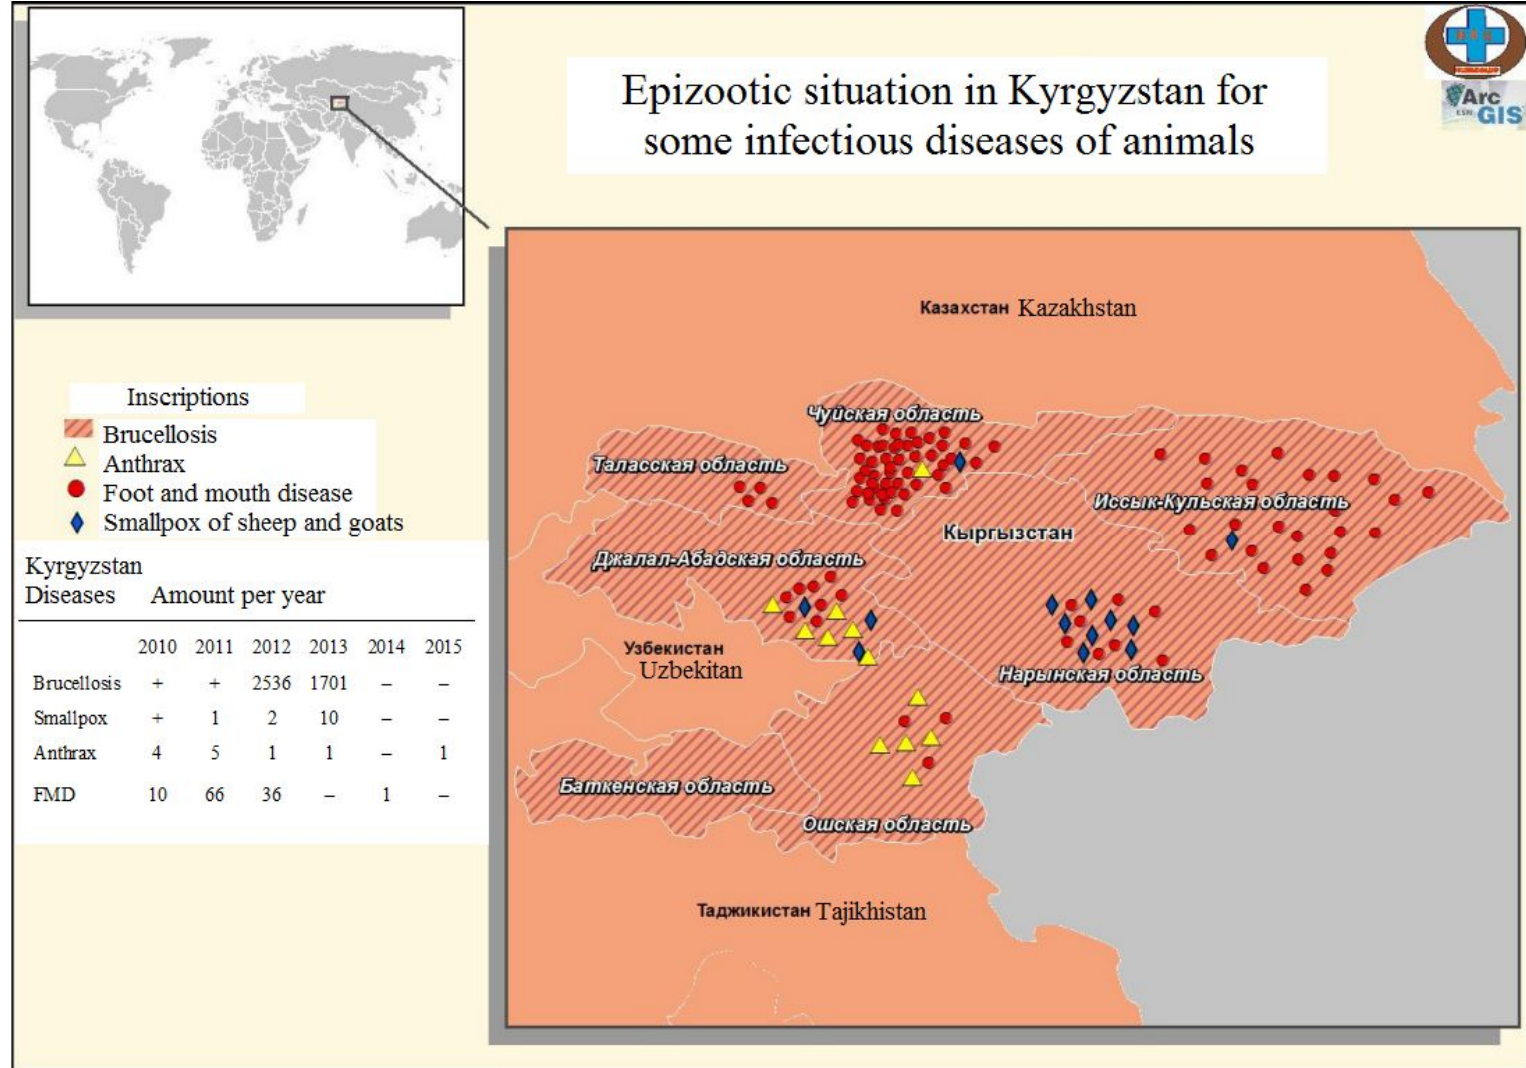 Epizootic situation in Kyrgyzstan for
some infectious diseases of animals
Arc
ESRI GIS
Inscriptions
Brucellosis
Anthrax
Foot and mouth disease
Smallpox of sheep and goats
Kyrgyzstan
Diseases Amount per year
2010 2011 2012 2013 2014 2015
Brucellosis + + 2536 1701 – –
Smallpox + 1 2 10 – –
Anthrax 4 5 1 1 – 1
FMD 10 66 36 – 1 –
Казахстан Kazakhstan
Чуйская область
Таласская область
Иссык-Кульская область
Кыргызстан
Джалал-Абадская область
Узбекистан
Uzbekitan
Нарынская область
Баткенская область
Ошская область
Таджикистан Tajikhistan